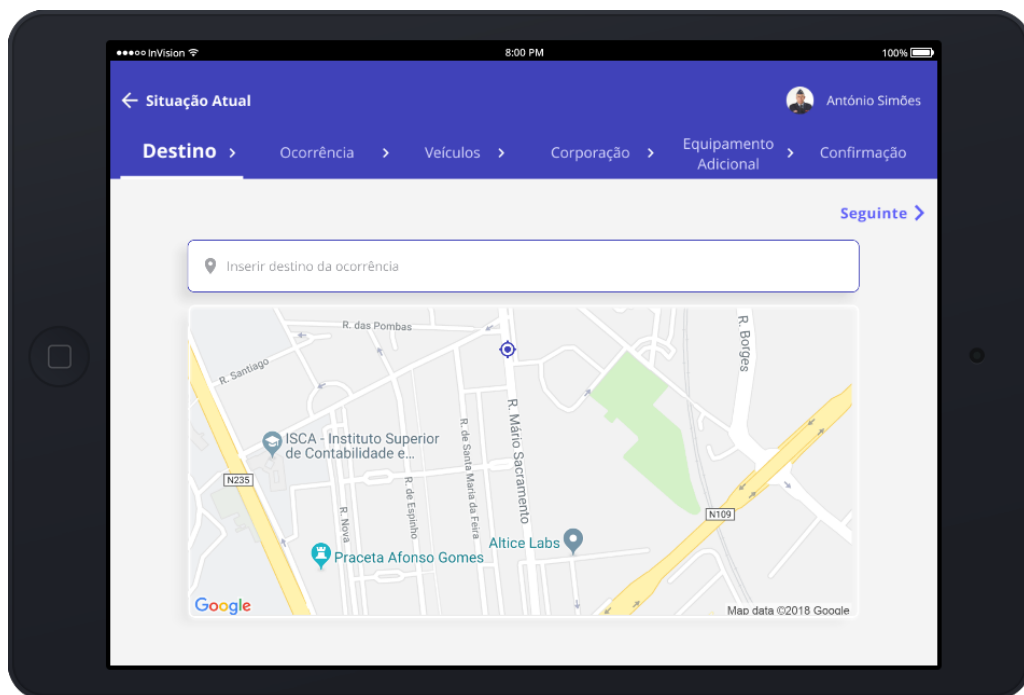 InVision
8:00 PM
100%
Situação Atual
António Simões
Destino
Ocorrência
Veículos
Corporação
Equipamento
Adicional
Confirmação
Seguinte
Inserir destino da ocorrência
R. das Pombas
R. Borges
R. Santiago
ISCA - Instituto Superior
de Contabilidade e...
R. Mário Sacramento
R. de Santa Maria da Feira
N235
R. de Espinho
R. Nova
N109
Altice Labs
Praceta Afonso Gomes
Google
Map data ©2018 Google